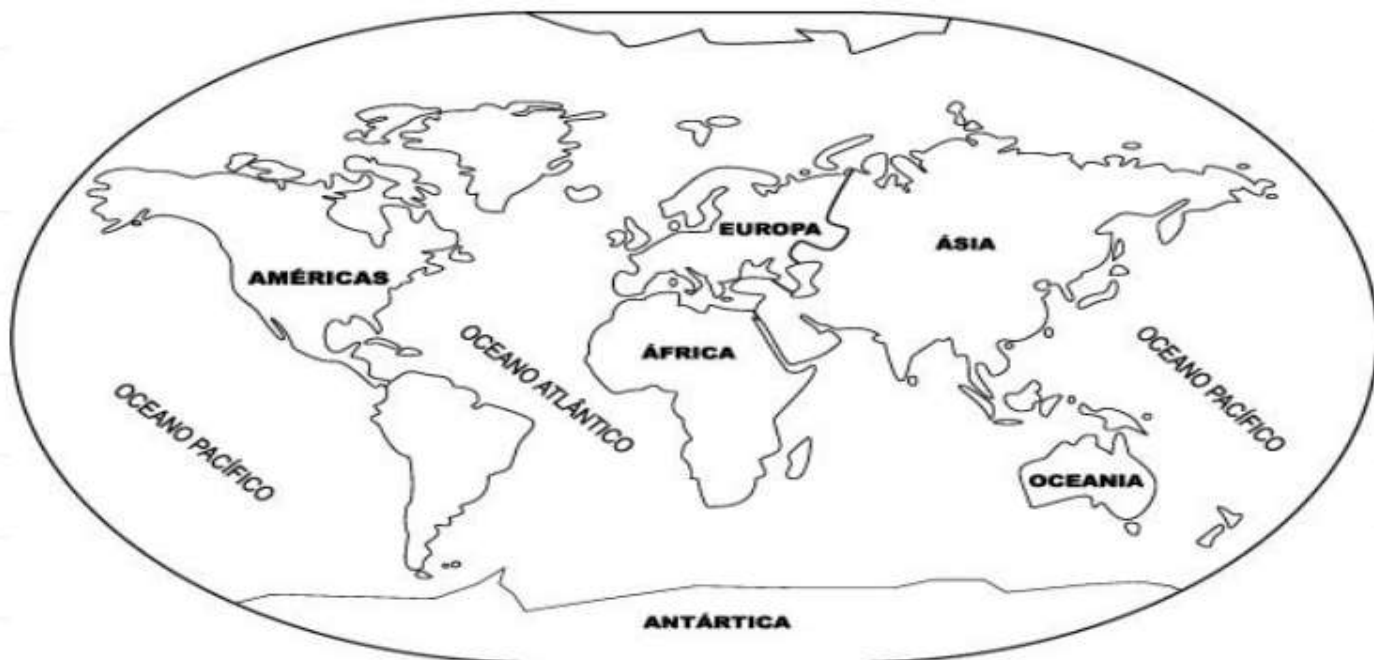 EUROPA
ÁSIA
AMÉRICAS
OCEANO ATLÂNTICO
ÁFRICA
OCEANO PACÍFICO
OCEANO PACÍFICO
OCEANIA
ANTÁRTICA